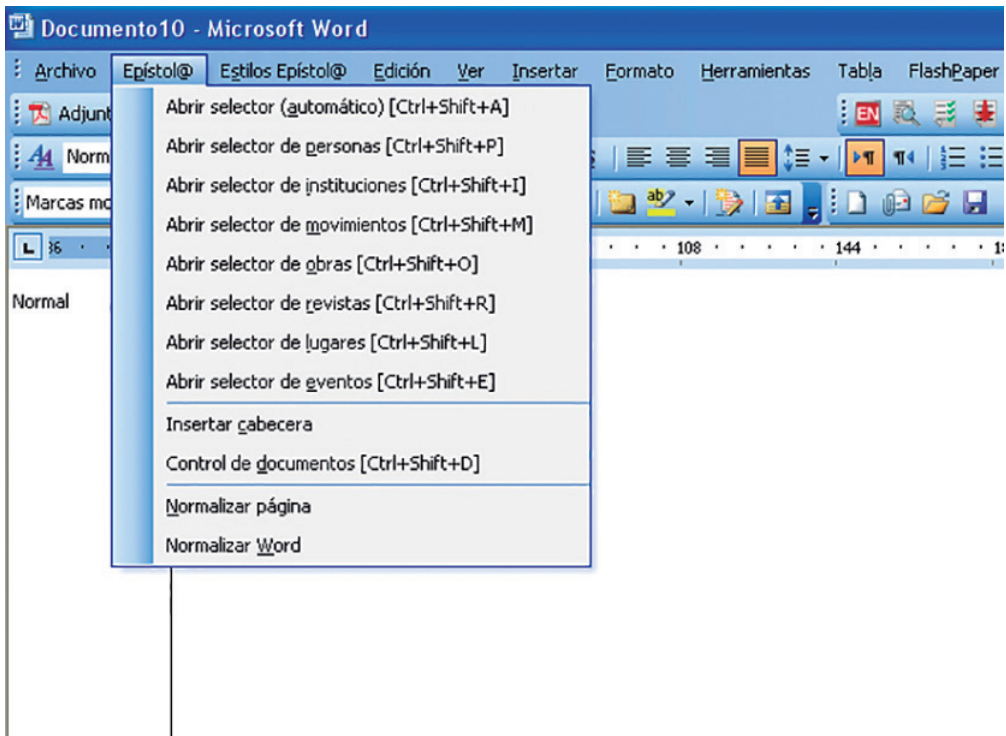 Documento10 - Microsoft Word
Archivo Epístol@ Estilos Epístol@ Edición Ver Insertar Formato Herramientas Tabla FlashPaper
Abrir selector (automático) [Ctrl+Shift+A]
Adjunt
EN
Abrir selector de personas [Ctrl+Shift+P]
Norm
Abrir selector de instituciones [Ctrl+Shift+I]
Marcas mo
Abrir selector de movimientos [Ctrl+Shift+M]
L 36 108 144
Abrir selector de obras [Ctrl+Shift+O]
Normal
Abrir selector de revistas [Ctrl+Shift+R]
Abrir selector de lugares [Ctrl+Shift+L]
Abrir selector de eventos [Ctrl+Shift+E]
Insertar cabecera
Control de documentos [Ctrl+Shift+D]
Normalizar página
Normalizar Word